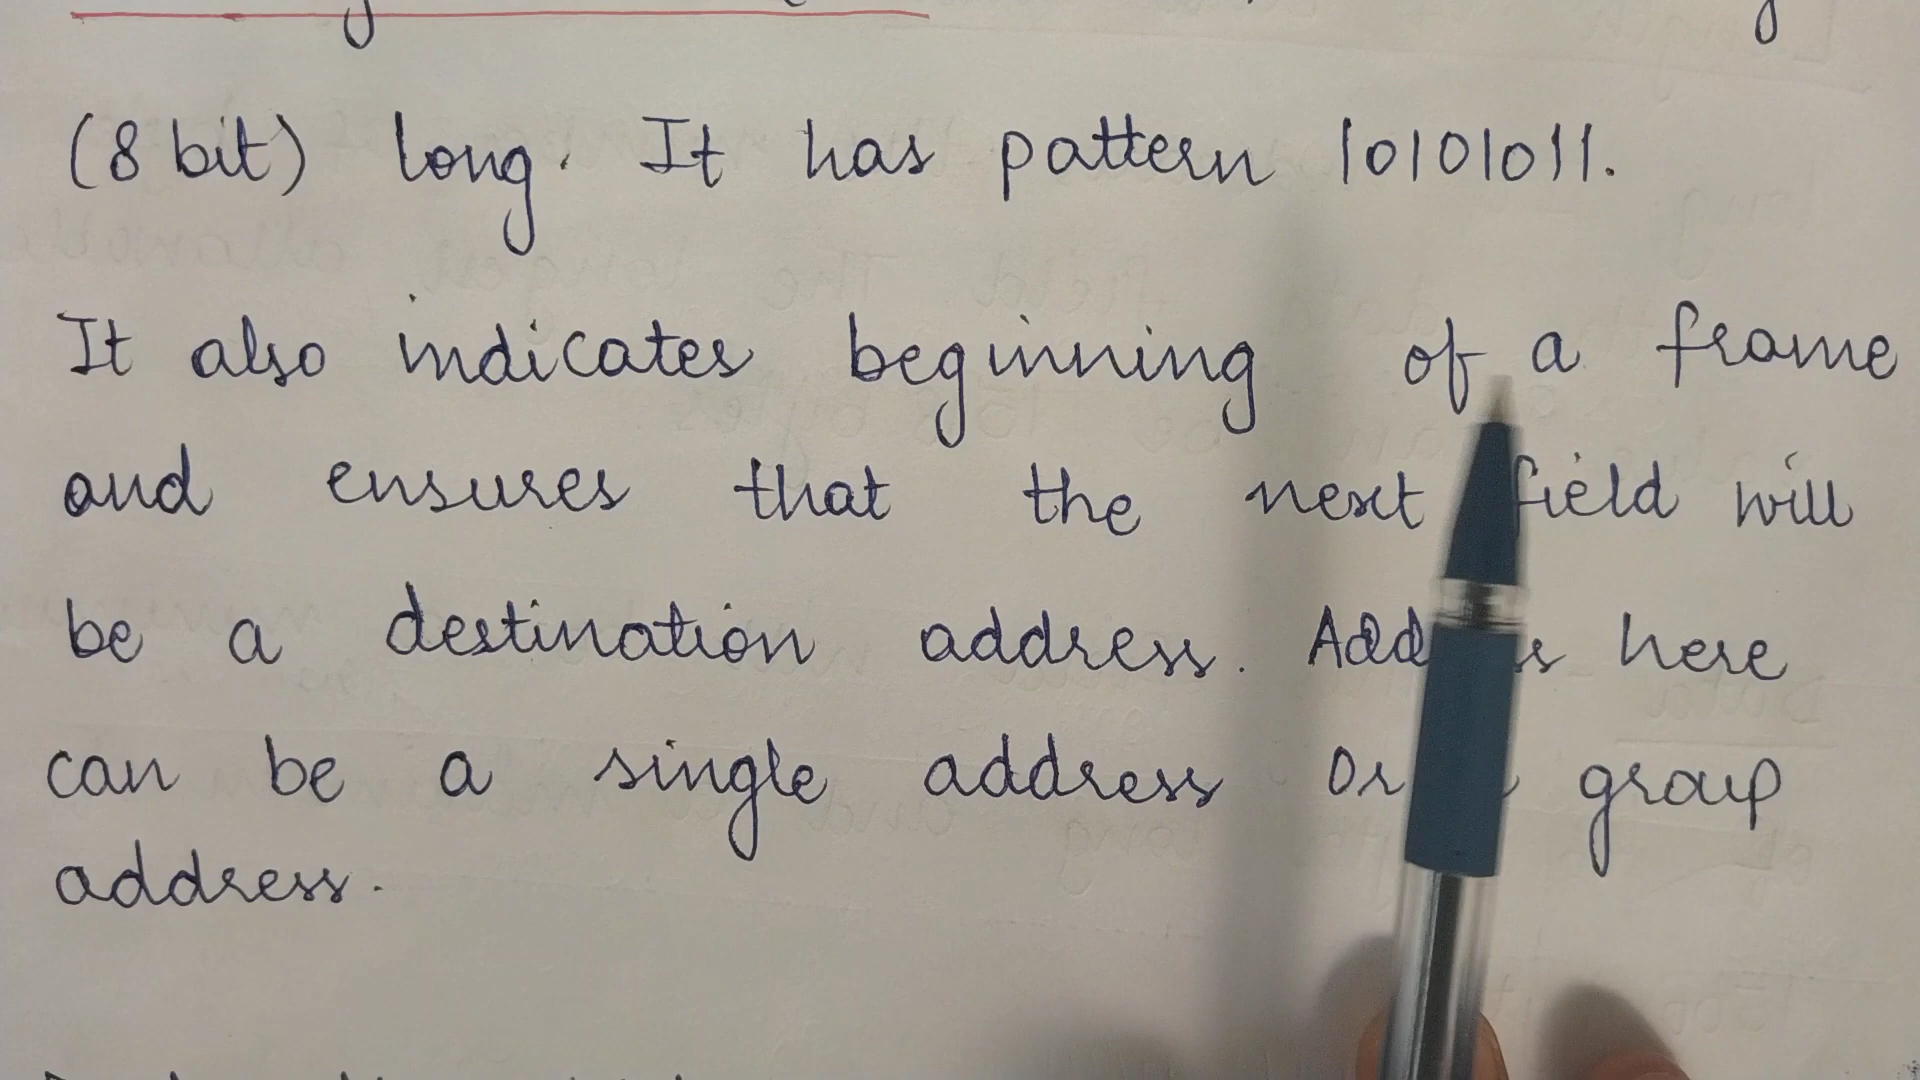 (8 bit) long. It has pattern 10101011.
It also indicates beginning of a frame
and ensures that the next field will
be a destination address. here
can be a single address or group
address.